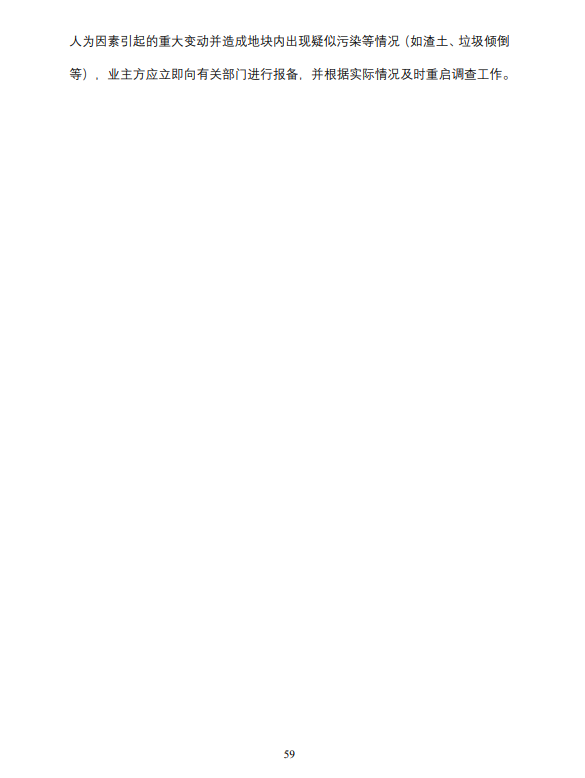 人为因素引起的重大变动并造成地块内出现疑似污染等情况（如渣土、垃圾倾倒
等），业主方应立即向有关部门进行报备，并根据实际情况及时重启调查工作。
59